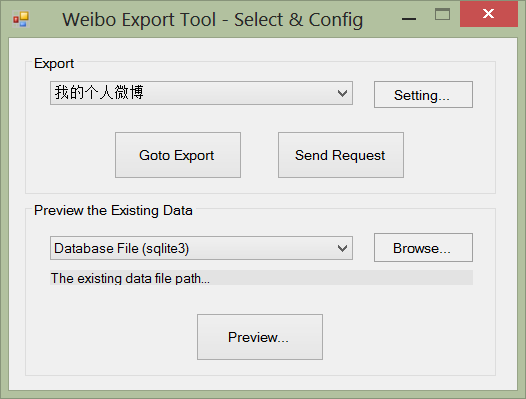 Weibo Export Tool - Select & Config
Export
我的个人微博
Setting...
Goto Export
Send Request
Preview the Existing Data
Database File (sqlite3)
Browse...
The existing data file path...
Preview...